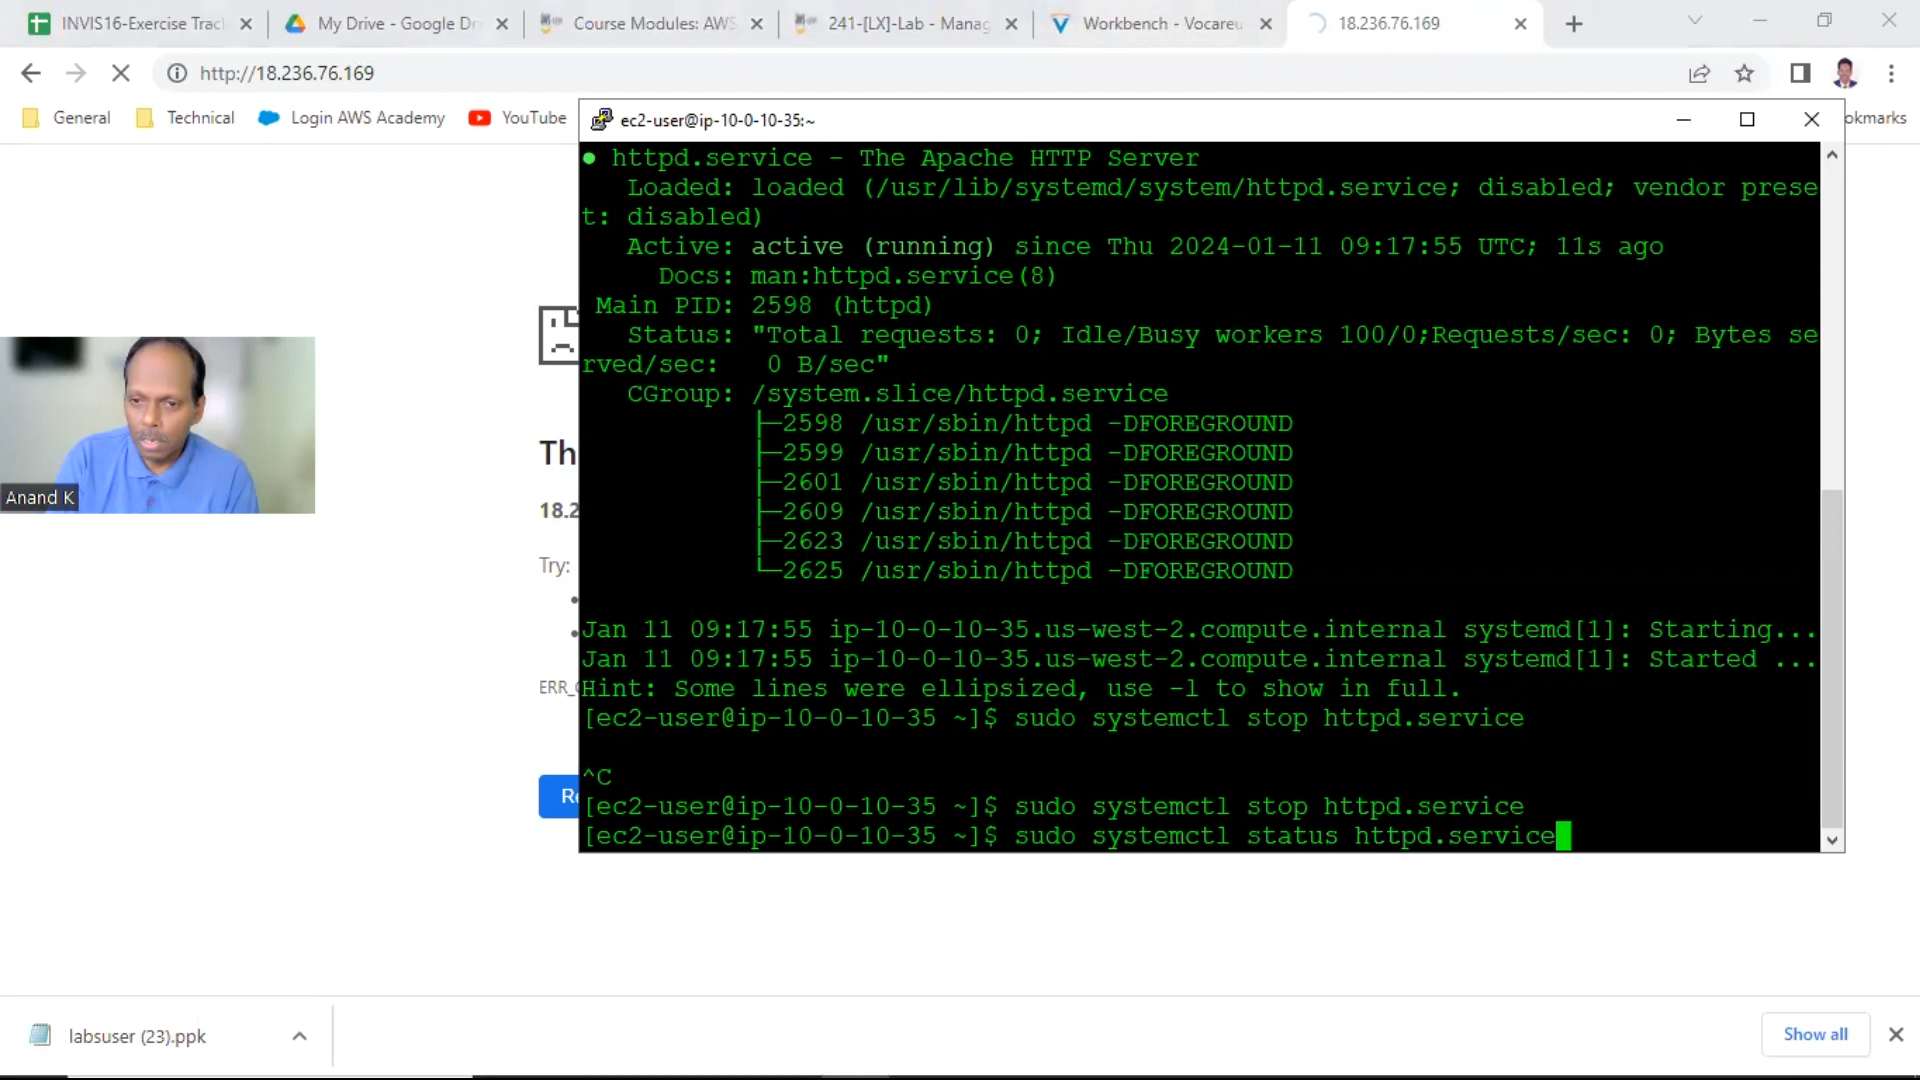 INVIS16-Exercise Trac
My Drive - Google Dr
Course Modules: AWS
241-[LX]-Lab - Manag
Workbench - Vocareu
18.236.76.169
http://18.236.76.169
General
Technical
Login AWS Academy
YouTube
okmarks
ec2-user@ip-10-0-10-35:~
● httpd.service - The Apache HTTP Server
Loaded: loaded (/usr/lib/systemd/system/httpd.service; disabled; vendor prese
t: disabled)
Active: active (running) since Thu 2024-01-11 09:17:55 UTC; 11s ago
Docs: man:httpd.service(8)
Main PID: 2598 (httpd)
Status: "Total requests: 0; Idle/Busy workers 100/0;Requests/sec: 0; Bytes se
rved/sec:   0 B/sec"
CGroup: /system.slice/httpd.service
├─2598 /usr/sbin/httpd -DFOREGROUND
├─2599 /usr/sbin/httpd -DFOREGROUND
├─2601 /usr/sbin/httpd -DFOREGROUND
├─2609 /usr/sbin/httpd -DFOREGROUND
├─2623 /usr/sbin/httpd -DFOREGROUND
└─2625 /usr/sbin/httpd -DFOREGROUND
Jan 11 09:17:55 ip-10-0-10-35.us-west-2.compute.internal systemd[1]: Starting...
Jan 11 09:17:55 ip-10-0-10-35.us-west-2.compute.internal systemd[1]: Started ...
Hint: Some lines were ellipsized, use -l to show in full.
[ec2-user@ip-10-0-10-35 ~]$ sudo systemctl stop httpd.service
^C
[ec2-user@ip-10-0-10-35 ~]$ sudo systemctl stop httpd.service
[ec2-user@ip-10-0-10-35 ~]$ sudo systemctl status httpd.service
Th
18.2
Try:
ERR_
Re
Anand K
labsuser (23).ppk
Show all